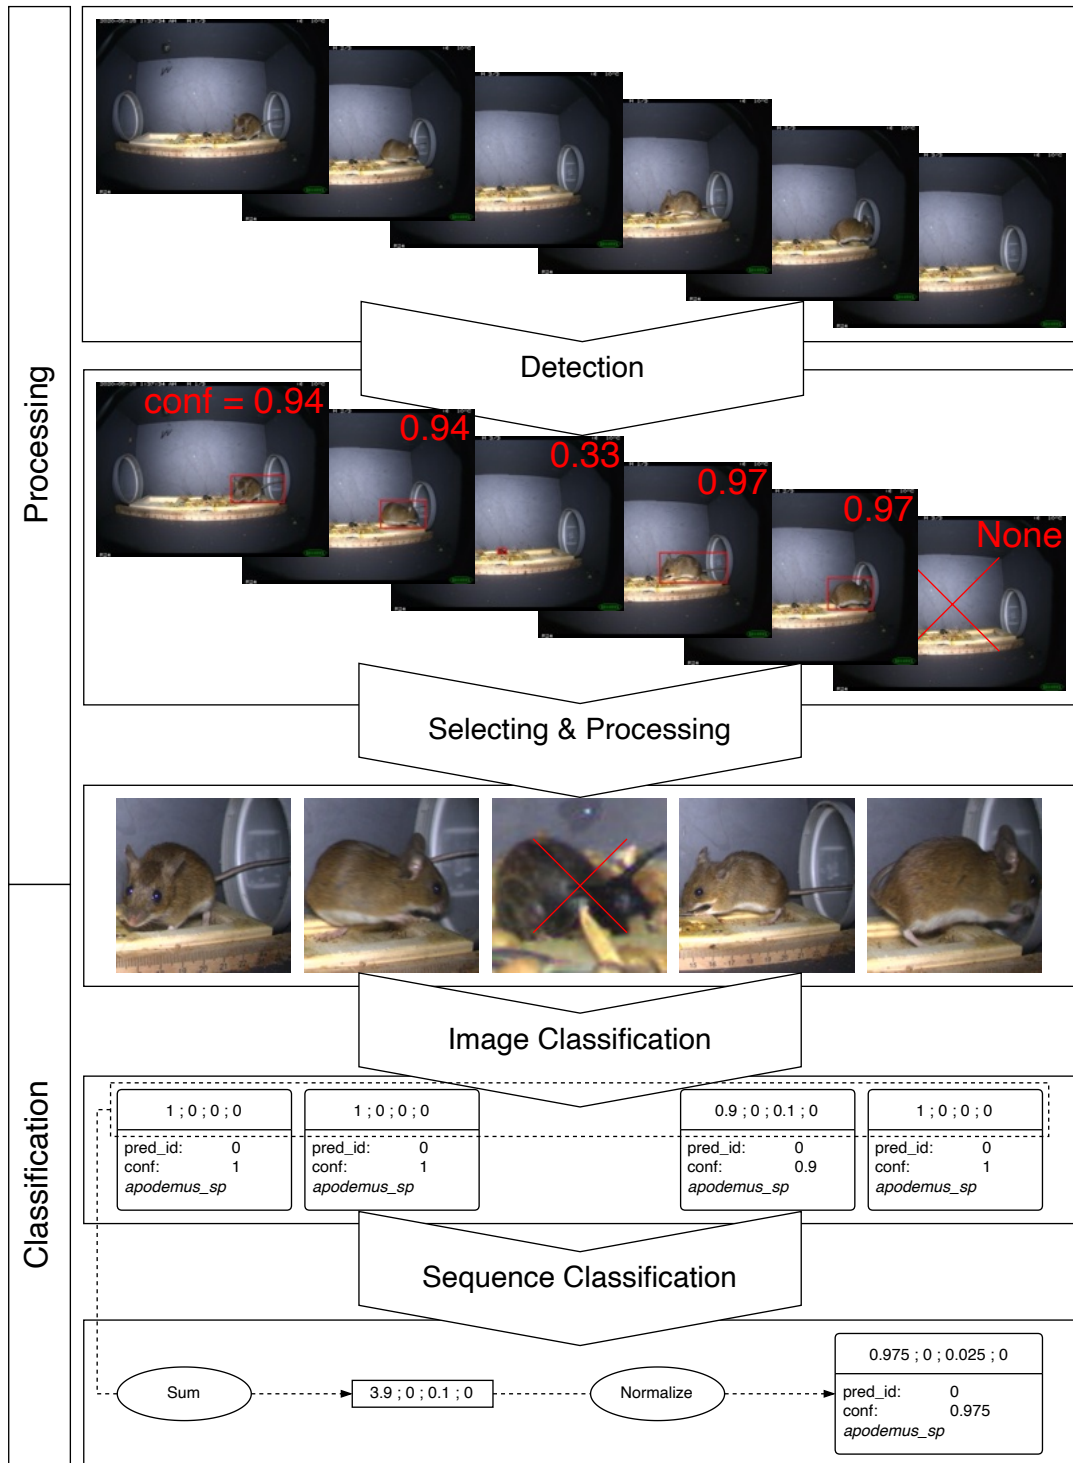 Processing
Detection
conf = 0.94
0.94
0.33
0.97
0.97
None
Selecting & Processing
Classification
Image Classification
1 ; 0 ; 0 ; 0
pred_id: 0
conf: 1
apodemus_sp
1 ; 0 ; 0 ; 0
pred_id: 0
conf: 1
apodemus_sp
0.9 ; 0 ; 0.1 ; 0
pred_id: 0
conf: 0.9
apodemus_sp
1 ; 0 ; 0 ; 0
pred_id: 0
conf: 1
apodemus_sp
Sequence Classification
Sum
3.9 ; 0 ; 0.1 ; 0
Normalize
0.975 ; 0 ; 0.025 ; 0
pred_id: 0
conf: 0.975
apodemus_sp